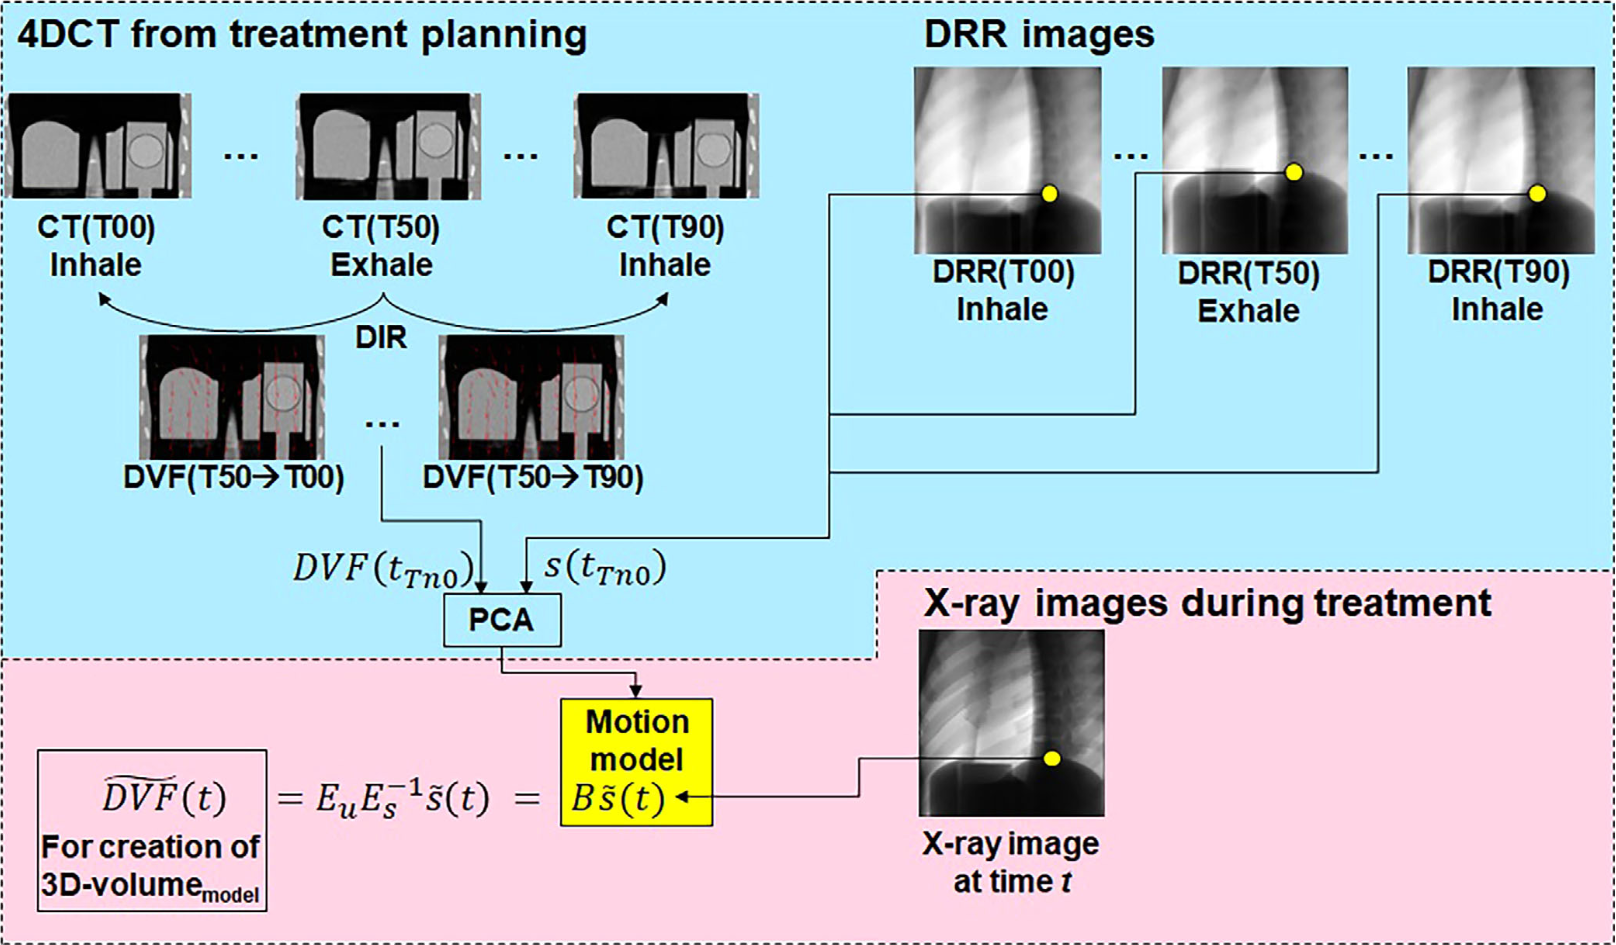 4DCT from treatment planning
...
...
CT(T00)
Inhale
CT(T50)
Exhale
CT(T90)
Inhale
DIR
...
DVF(T50→T00)
DVF(T50→T90)
DRR images
...
...
DRR(T00)
Inhale
DRR(T50)
Exhale
DRR(T90)
Inhale
DVF(t_{Tn0})
s(t_{Tn0})
PCA
X-ray images during treatment
Motion
model
\widetilde{DVF}(t) = E_u E_s^{-1} s̃(t) = B s̃(t)
For creation of
3D-volume_{model}
X-ray image
at time t